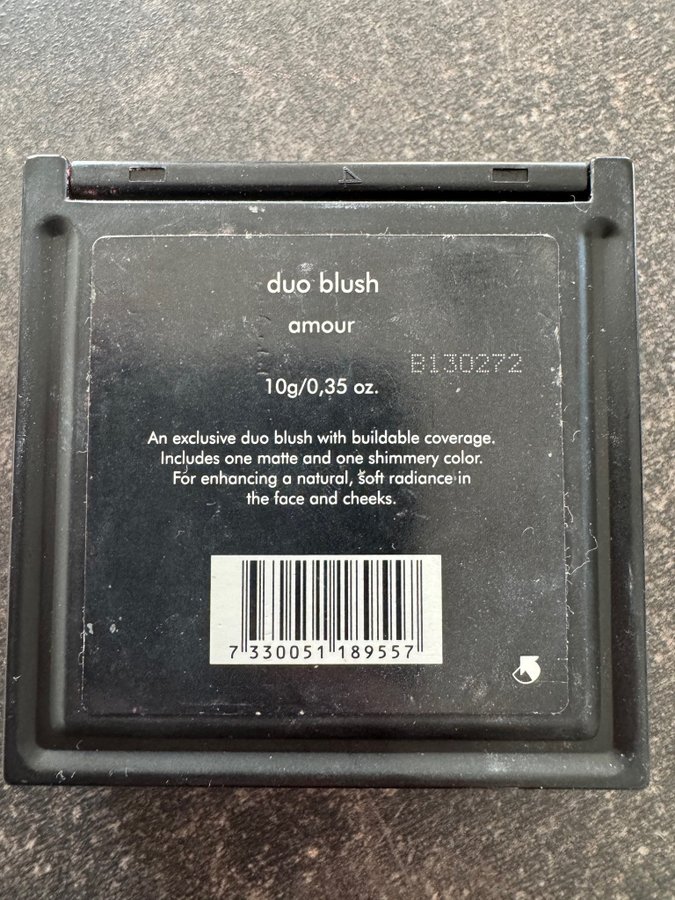 duo blush
amour
B130272
10g/0,35 oz.
An exclusive duo blush with buildable coverage.
Includes one matte and one shimmery color.
For enhancing a natural, soft radiance in
the face and cheeks.
7 330051 189557